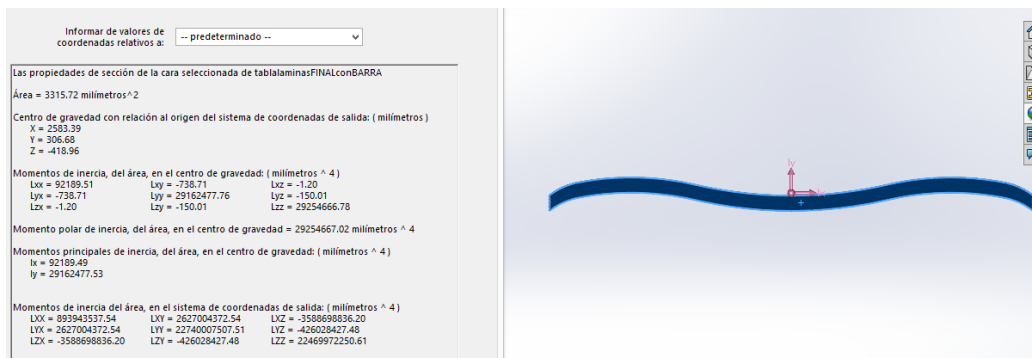 Informar de valores de
coordenadas relativos a:
-- predeterminado --
Las propiedades de sección de la cara seleccionada de tablalaminasFINALconBARRA
Área = 3315.72 milímetros^2
Centro de gravedad con relación al origen del sistema de coordenadas de salida: ( milímetros )
X = 2583.39
Y = 306.68
Z = -418.96
Momentos de inercia, del área, en el centro de gravedad: ( milímetros ^ 4 )
Lxx = 92189.51 Lxy = -738.71 Lxz = -1.20
Lyx = -738.71 Lyy = 29162477.76 Lyz = -150.01
Lzx = -1.20 Lzy = -150.01 Lzz = 29254666.78
Momento polar de inercia, del área, en el centro de gravedad = 29254667.02 milímetros ^ 4
Momentos principales de inercia, del área, en el centro de gravedad: ( milímetros ^ 4 )
Ix = 92189.49
Iy = 29162477.53
Momentos de inercia del área, en el sistema de coordenadas de salida: ( milímetros ^ 4 )
LXX = 893943537.54 LXY = 2627004372.54 LXZ = -3588698836.20
LYX = 2627004372.54 LYY = 22740007507.51 LYZ = -426028427.48
LZX = -3588698836.20 LZY = -426028427.48 LZZ = 22469972250.61
Iy